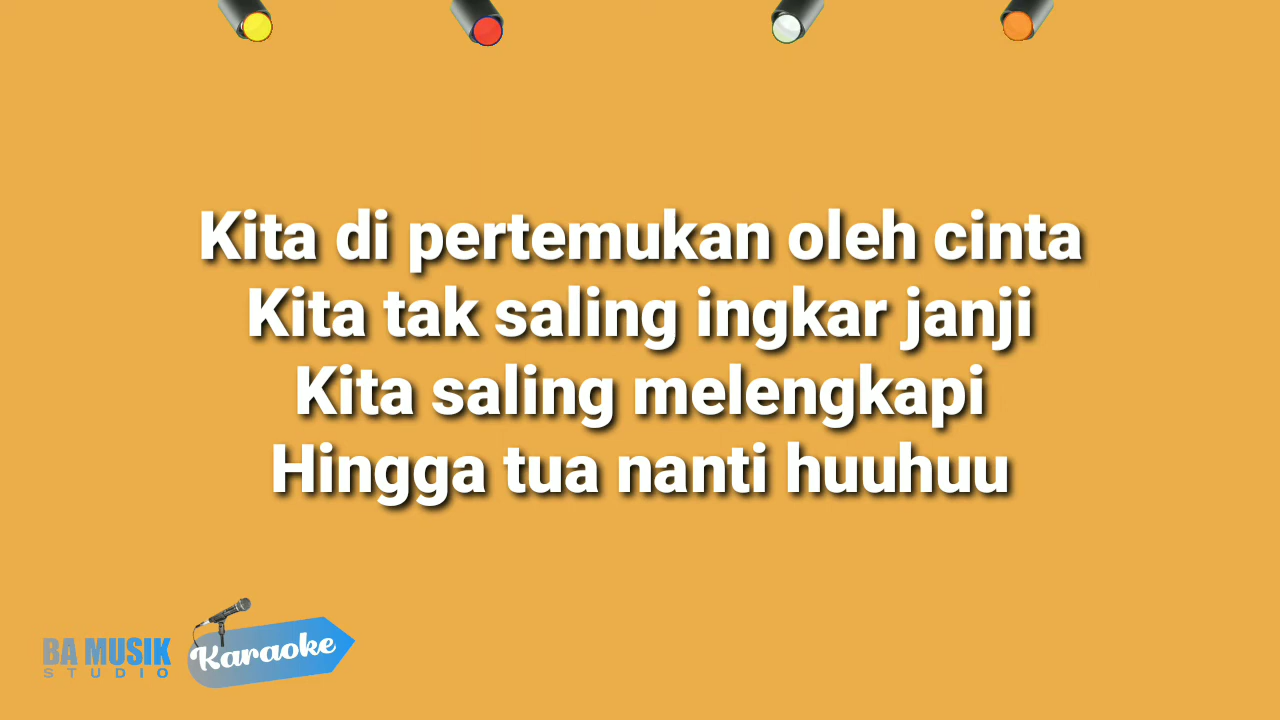 Kita di pertemukan oleh cinta
Kita tak saling ingkar janji
Kita saling melengkapi
Hingga tua nanti huuhuu
BA MUSIK
STUDIO
Karaoke